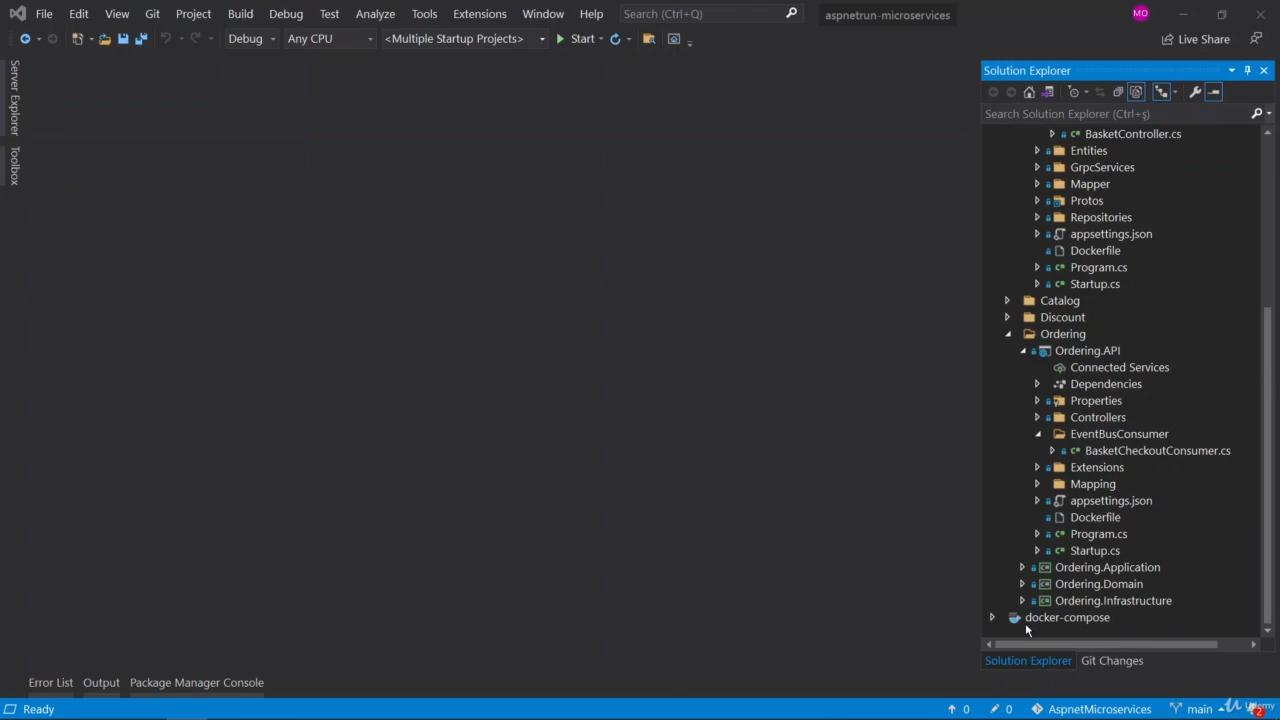 File Edit View Git Project Build Debug Test Analyze Tools Extensions Window Help Search (Ctrl+Q) aspnetrun-microservices MO
Debug Any CPU <Multiple Startup Projects> Start Live Share
Server Explorer
Toolbox
Solution Explorer
Search Solution Explorer (Ctrl+ş)
BasketController.cs
Entities
GrpcServices
Mapper
Protos
Repositories
appsettings.json
Dockerfile
Program.cs
Startup.cs
Catalog
Discount
Ordering
Ordering.API
Connected Services
Dependencies
Properties
Controllers
EventBusConsumer
BasketCheckoutConsumer.cs
Extensions
Mapping
appsettings.json
Dockerfile
Program.cs
Startup.cs
Ordering.Application
Ordering.Domain
Ordering.Infrastructure
docker-compose
Solution Explorer Git Changes
Error List Output Package Manager Console
Ready 0 0 AspnetMicroservices main Udemy 2